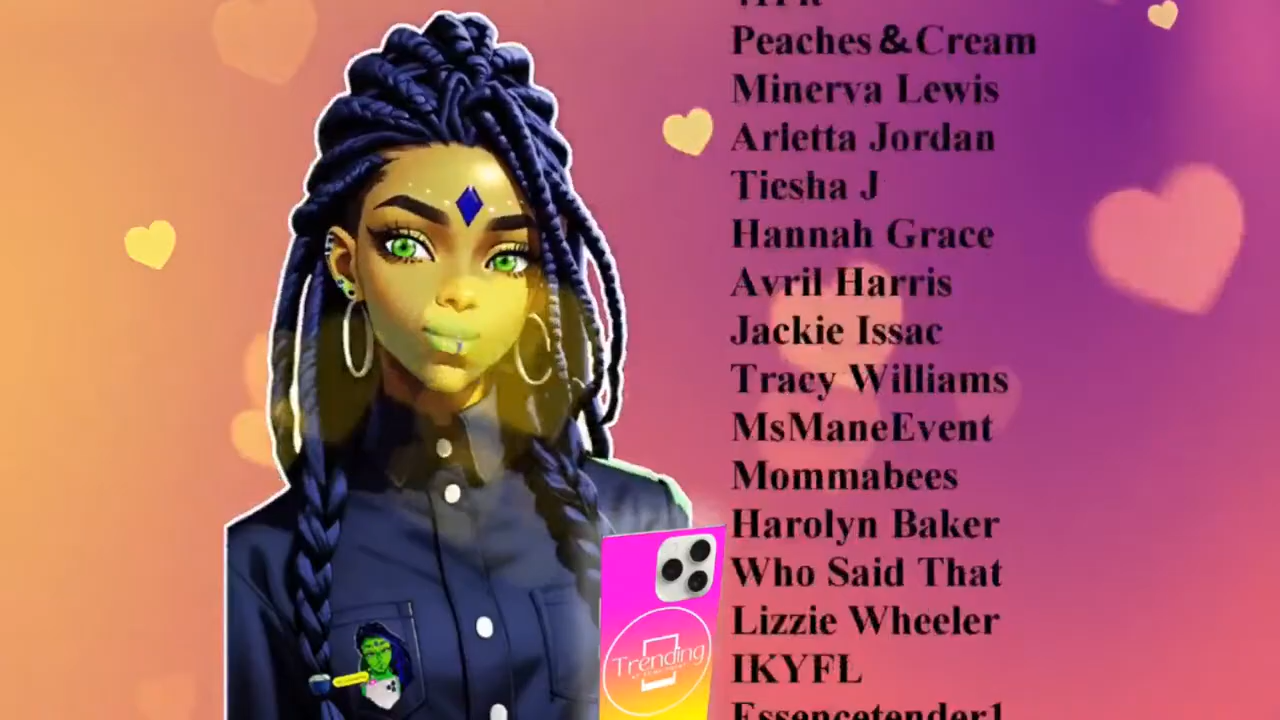 Peaches&Cream
Minerva Lewis
Arletta Jordan
Tiesha J
Hannah Grace
Avril Harris
Jackie Issac
Tracy Williams
MsManeEvent
Mommabees
Harolyn Baker
Who Said That
Lizzie Wheeler
IKYFL
Essencetender1
Trending